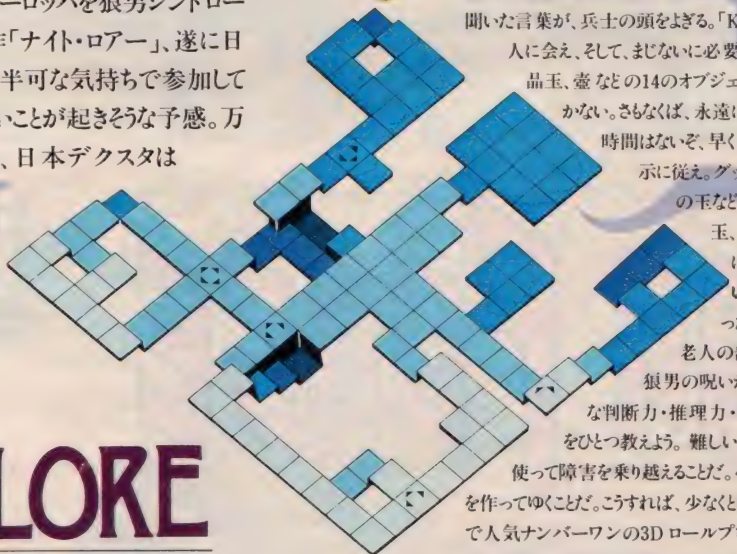 ーロッパを狼男シンドロー
「ナイト・ロアー」、遂に日
半可な気持ちで参加して
いことが起きそうな予感。万
、日本デクスタは
聞いた言葉が、兵士の頭をよぎる。「K
人に会え、そして、まじないに必要
品玉、壺などの14のオブジェ
かない。さもなくば、永遠に
時間はないぞ、早く
示に従え。グッ
の玉など
玉、
老人の
狼男の呪い
な判断力・推理力・
をひとつ教えよう。難しい
使って障害を乗り越えることだ。
を作ってゆくことだ。こうすれば、少なくと
で人気ナンバーワンの3D ロールプ
LORE